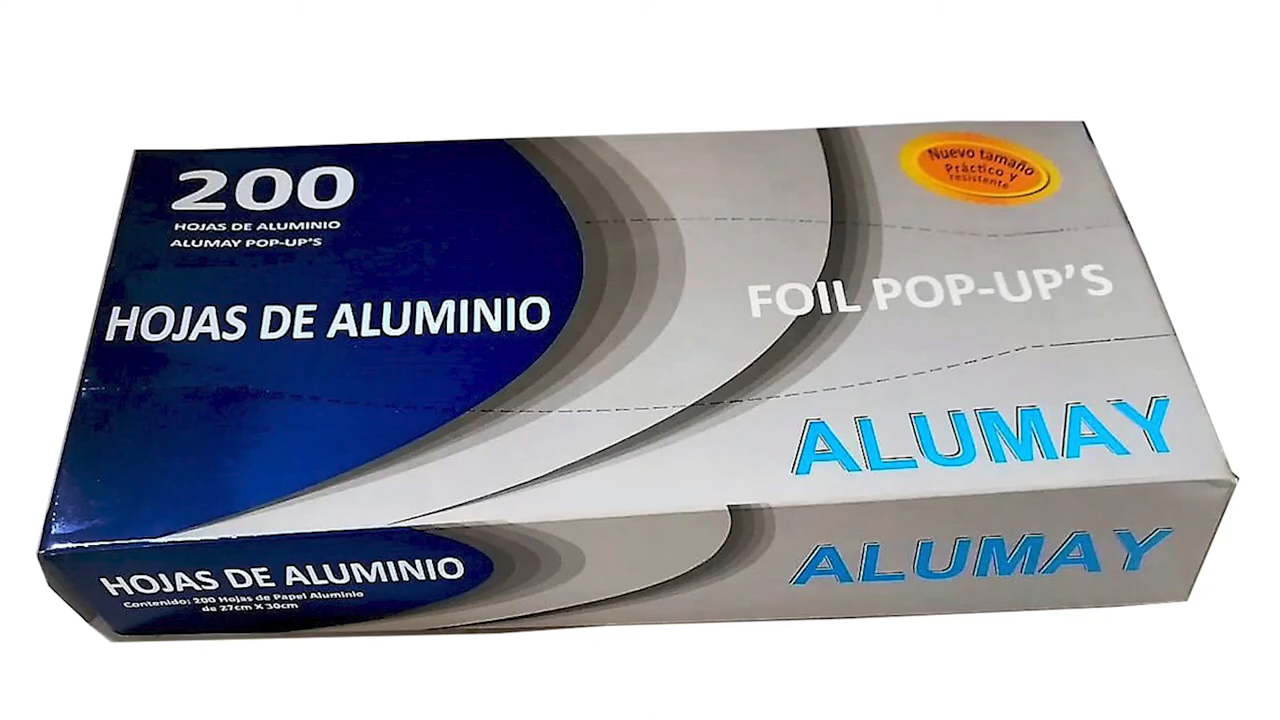 200
HOJAS DE ALUMINIO
ALUMAY POP-UP'S
Nuevo tamaño
Práctico y
resistente
HOJAS DE ALUMINIO
FOIL POP-UP'S
ALUMAY
HOJAS DE ALUMINIO
Contenido: 200 Hojas de Papel Aluminio
de 27cm X 30cm
ALUMAY